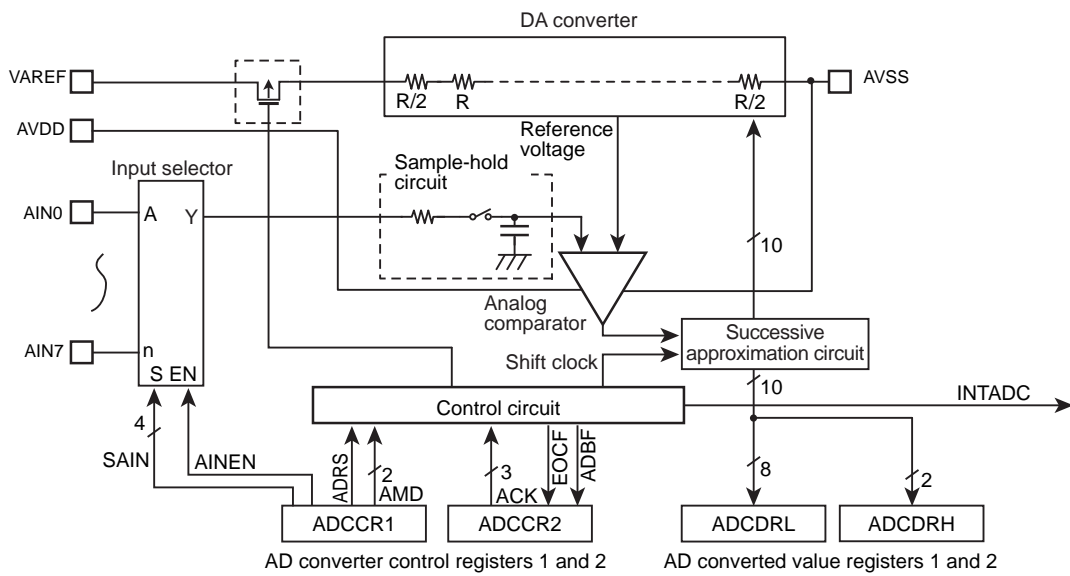 DA converter
VAREF
AVSS
R/2
R
R/2
AVDD
Reference
voltage
Input selector
Sample-hold
circuit
AIN0
A
Y
10
Analog
comparator
Successive
approximation circuit
AIN7
n
Shift clock
S EN
10
INTADC
Control circuit
4
SAIN
AINEN
ADRS
2
AMD
3
ACK
EOCF
ADBF
8
2
ADCCR1
ADCCR2
ADCDRL
ADCDRH
AD converter control registers 1 and 2
AD converted value registers 1 and 2